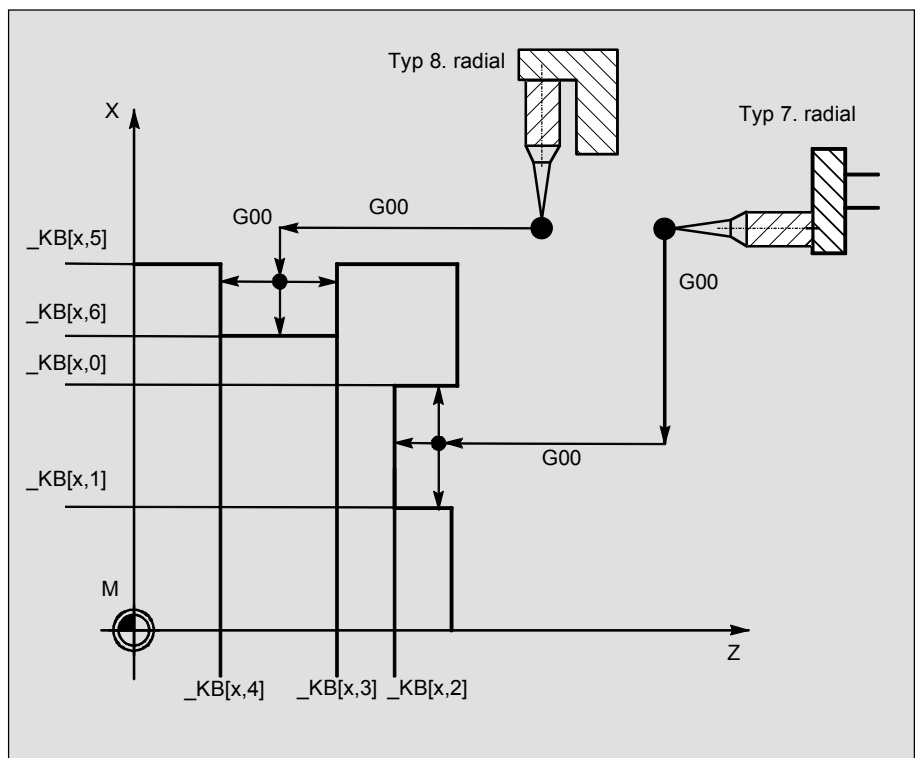 Typ 8. radial
Typ 7. radial
X
G00
G00
_KB[x,5]
G00
_KB[x,6]
_KB[x,0]
G00
_KB[x,1]
M
Z
_KB[x,4]
_KB[x,3]
_KB[x,2]